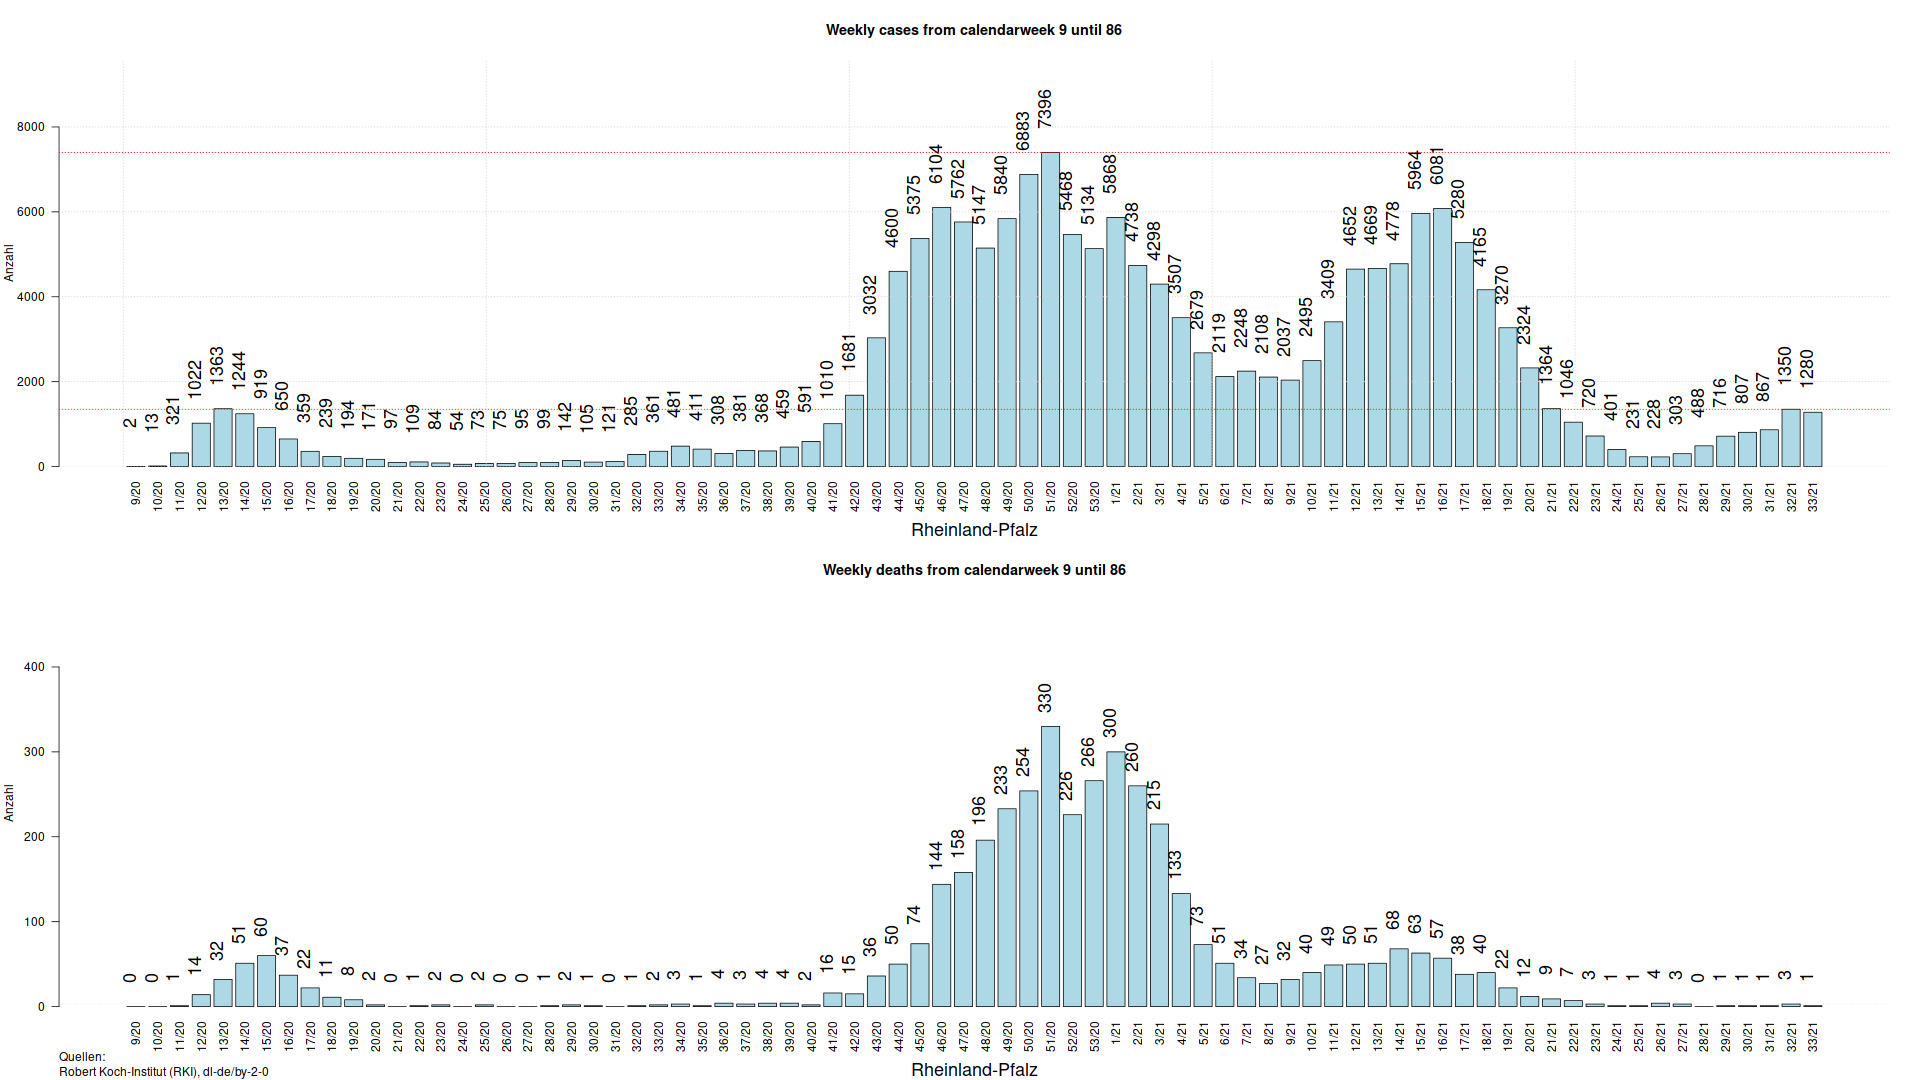 Weekly cases from calendarweek 9 until 86
Anzahl
8000
6000
4000
2000
0
2 13 321 1022 1363 1244 919 650 359 239 194 171 97 109 84 54 73 75 95 99 142 105 121 285 361 481 411 308 381 368 459 591 1010 1681 3032 4600 5375 6104 5762 5147 5840 6883 7396 5468 5134 5868 4738 4298 3507 2679 2119 2248 2108 2037 2495 3409 4652 4669 4778 5964 6081 5280 4165 3270 2324 1364 1046 720 401 231 228 303 488 716 807 867 1350 1280
9/20 10/20 11/20 12/20 13/20 14/20 15/20 16/20 17/20 18/20 19/20 20/20 21/20 22/20 23/20 24/20 25/20 26/20 27/20 28/20 29/20 30/20 31/20 32/20 33/20 34/20 35/20 36/20 37/20 38/20 39/20 40/20 41/20 42/20 43/20 44/20 45/20 46/20 47/20 48/20 49/20 50/20 51/20 52/20 53/20 1/21 2/21 3/21 4/21 5/21 6/21 7/21 8/21 9/21 10/21 11/21 12/21 13/21 14/21 15/21 16/21 17/21 18/21 19/21 20/21 21/21 22/21 23/21 24/21 25/21 26/21 27/21 28/21 29/21 30/21 31/21 32/21 33/21
Rheinland-Pfalz
Weekly deaths from calendarweek 9 until 86
Anzahl
400
300
200
100
0
0 0 1 14 32 51 60 37 22 11 8 2 0 1 2 0 2 0 0 1 2 1 0 1 2 3 1 4 3 4 4 2 16 15 36 50 74 144 158 196 233 254 330 226 266 300 260 215 133 73 51 34 27 32 40 49 50 51 68 63 57 38 40 22 12 9 7 3 1 1 4 3 0 1 1 1 3 1
9/20 10/20 11/20 12/20 13/20 14/20 15/20 16/20 17/20 18/20 19/20 20/20 21/20 22/20 23/20 24/20 25/20 26/20 27/20 28/20 29/20 30/20 31/20 32/20 33/20 34/20 35/20 36/20 37/20 38/20 39/20 40/20 41/20 42/20 43/20 44/20 45/20 46/20 47/20 48/20 49/20 50/20 51/20 52/20 53/20 1/21 2/21 3/21 4/21 5/21 6/21 7/21 8/21 9/21 10/21 11/21 12/21 13/21 14/21 15/21 16/21 17/21 18/21 19/21 20/21 21/21 22/21 23/21 24/21 25/21 26/21 27/21 28/21 29/21 30/21 31/21 32/21 33/21
Rheinland-Pfalz
Quellen:
Robert Koch-Institut (RKI), dl-de/by-2-0